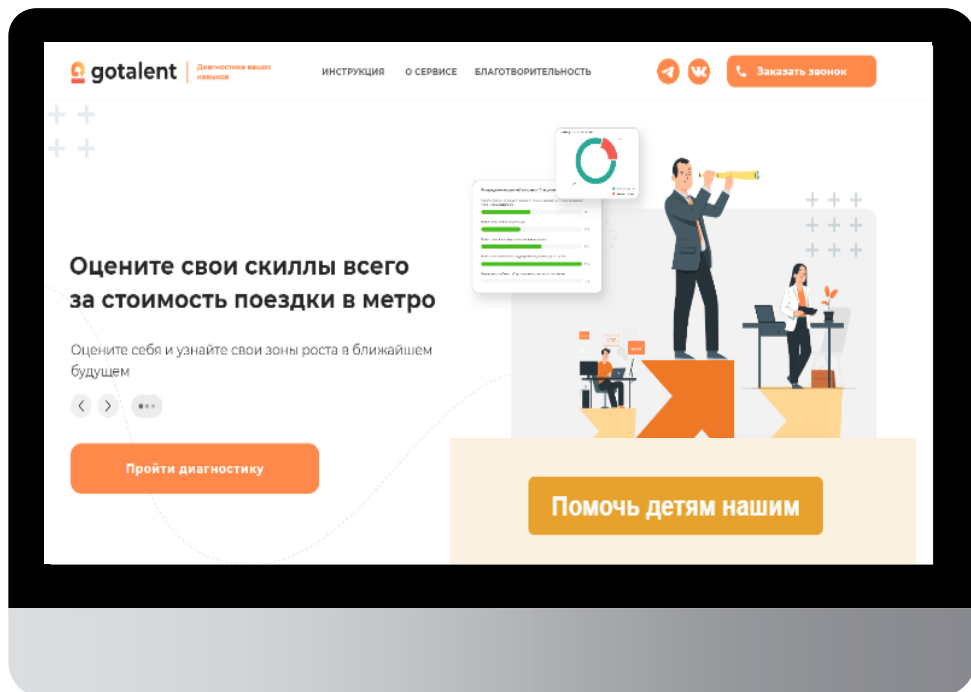 gotalent
Диагностика ваших
навыков
ИНСТРУКЦИЯ
О СЕРВИСЕ
БЛАГОТВОРИТЕЛЬНОСТЬ
Заказать звонок
Оцените свои скиллы всего
за стоимость поездки в метро
Оцените себя и узнайте свои зоны роста в ближайшем
будущем
Пройти диагностику
Помочь детям нашим